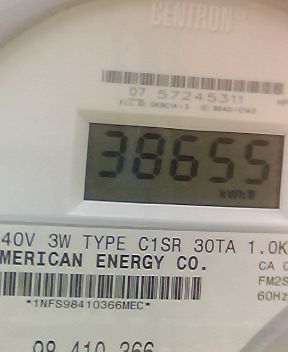 CENTRON®
07 57245311
38655
kWh
40V 3W TYPE C1SR 30TA 1.0K
MERICAN ENERGY CO.
CA
FM2S
60Hz
*1NFS98410366MEC*
98 410 366